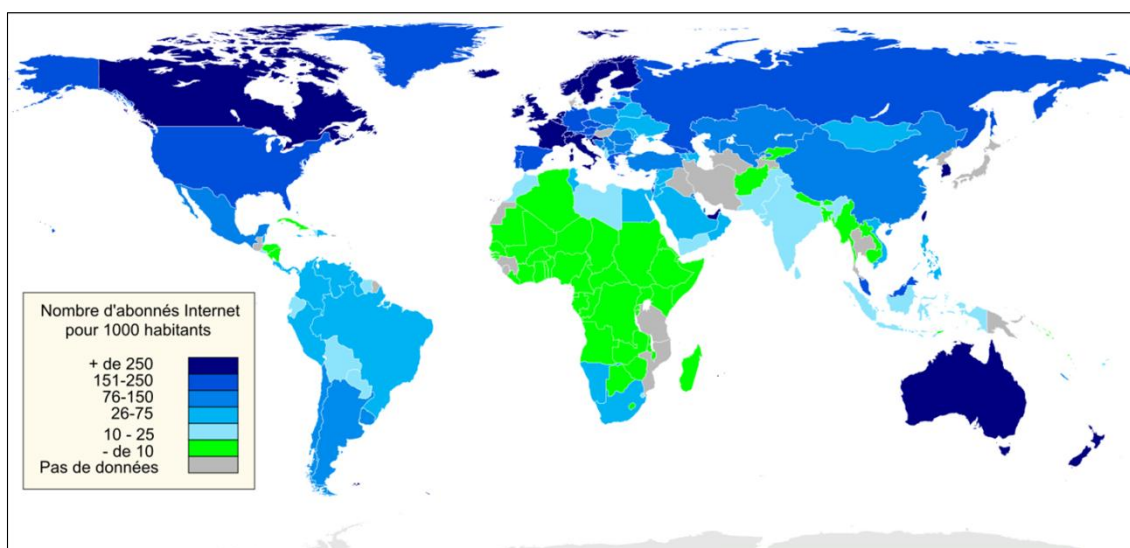 Nombre d'abonnés Internet
pour 1000 habitants
+ de 250
151-250
76-150
26-75
10 - 25
- de 10
Pas de données